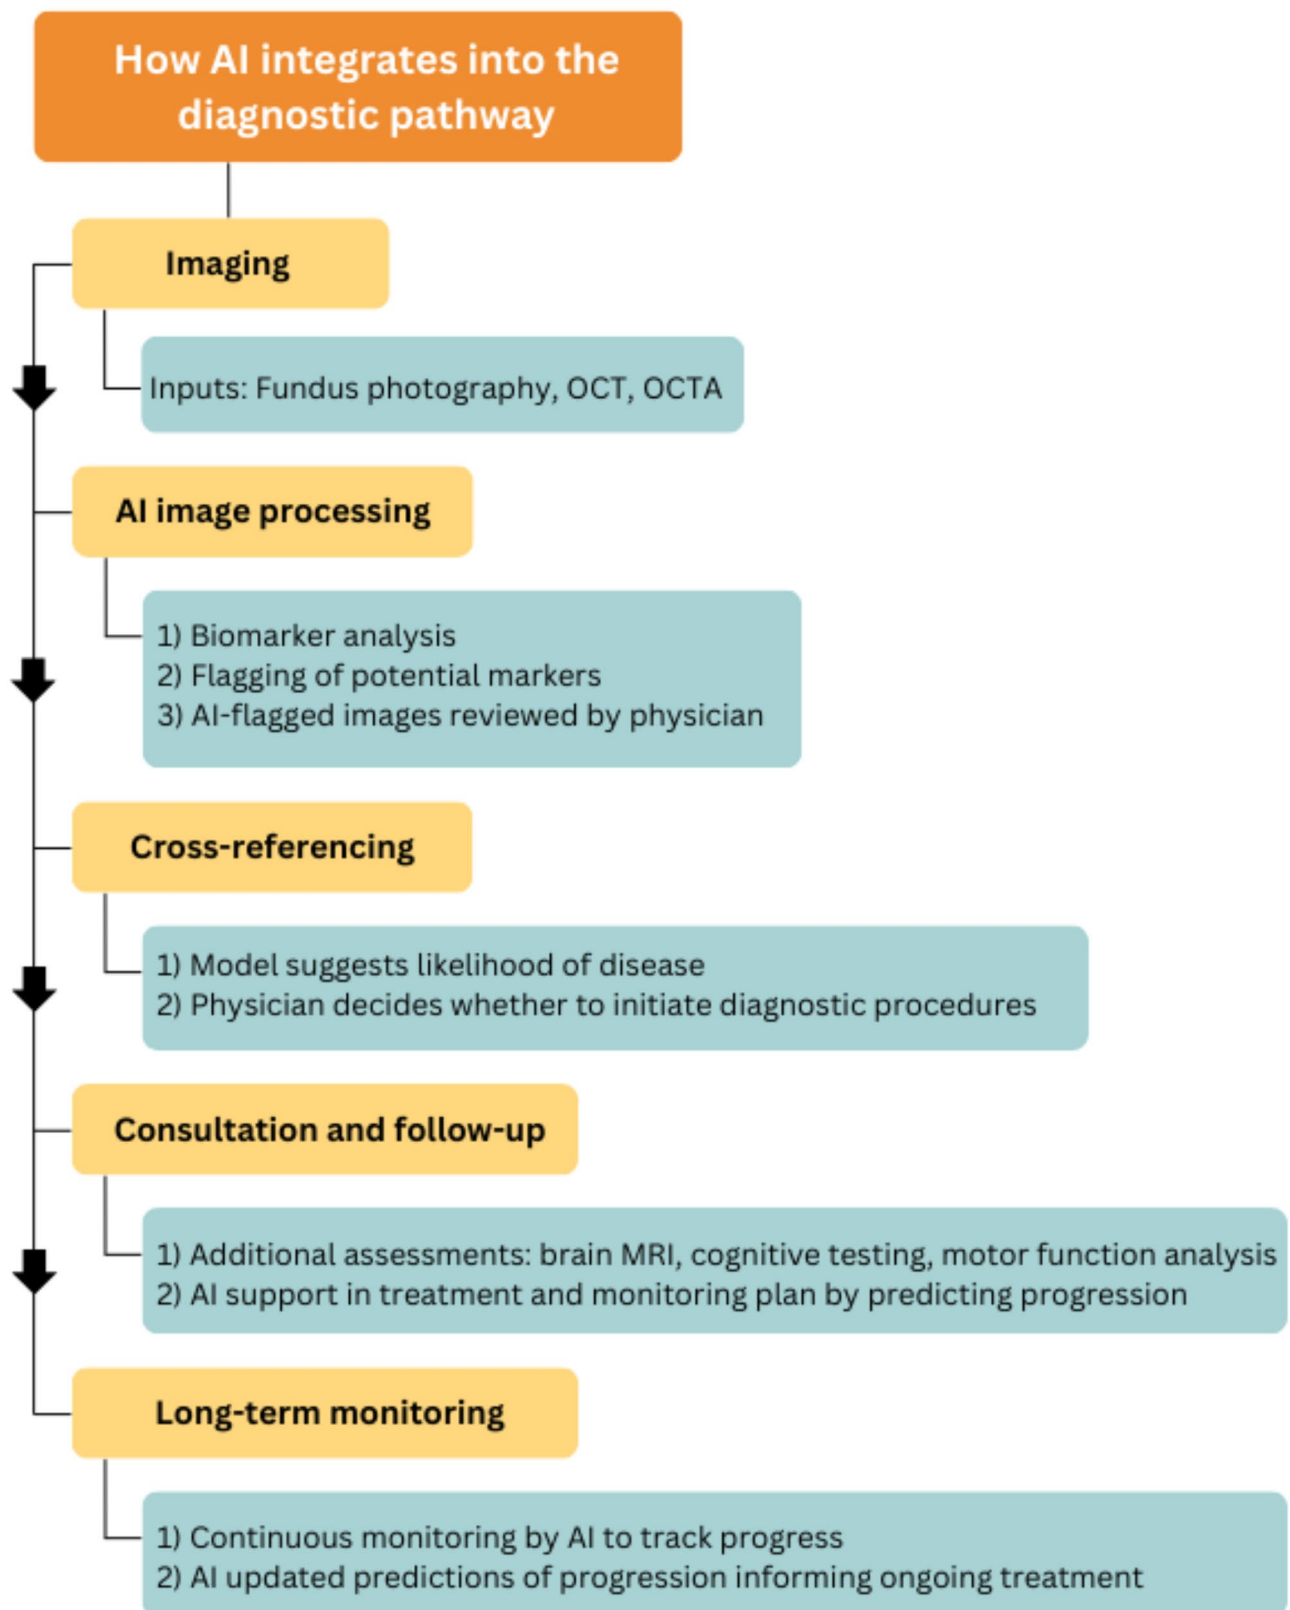 How AI integrates into the
diagnostic pathway
Imaging
Inputs: Fundus photography, OCT, OCTA
AI image processing
1) Biomarker analysis
2) Flagging of potential markers
3) AI-flagged images reviewed by physician
Cross-referencing
1) Model suggests likelihood of disease
2) Physician decides whether to initiate diagnostic procedures
Consultation and follow-up
1) Additional assessments: brain MRI, cognitive testing, motor function analysis
2) AI support in treatment and monitoring plan by predicting progression
Long-term monitoring
1) Continuous monitoring by AI to track progress
2) AI updated predictions of progression informing ongoing treatment